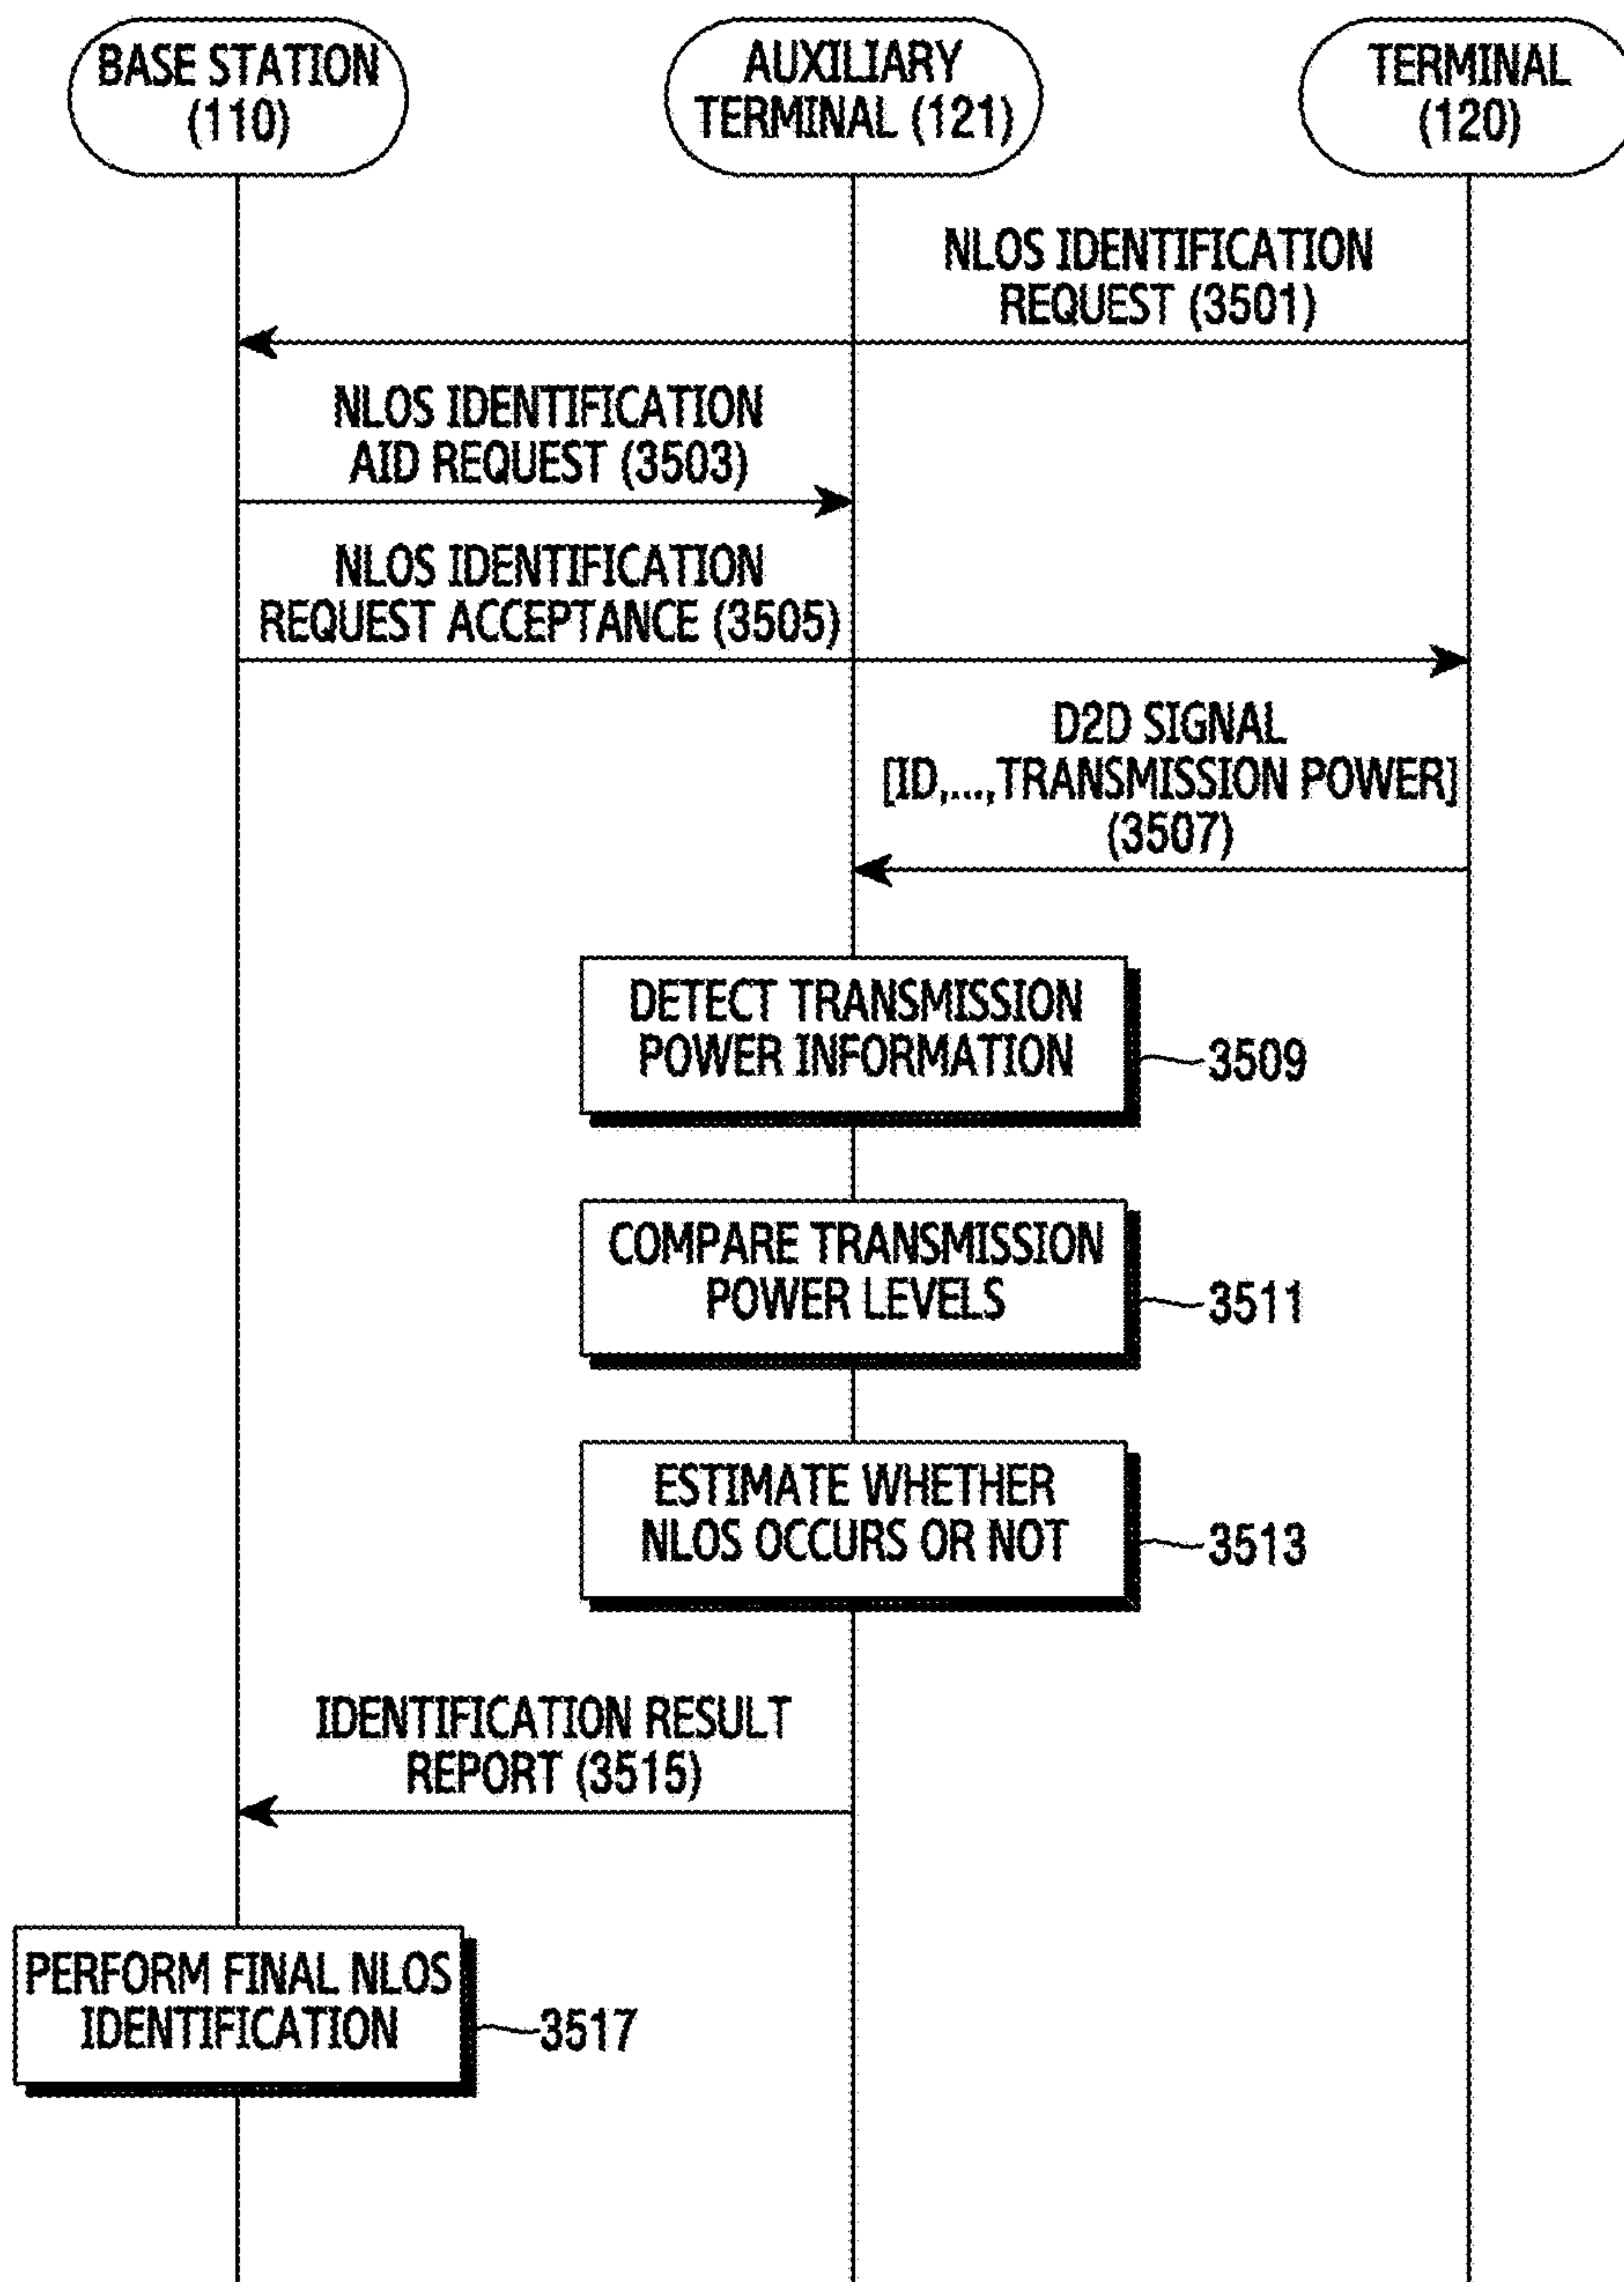 BASE STATION
(110)
AUXILIARY
TERMINAL (121)
TERMINAL
(120)
NLOS IDENTIFICATION
REQUEST (3501)
NLOS IDENTIFICATION
AID REQUEST (3503)
NLOS IDENTIFICATION
REQUEST ACCEPTANCE (3505)
D2D SIGNAL
[ID,...,TRANSMISSION POWER]
(3507)
DETECT TRANSMISSION
POWER INFORMATION
3509
COMPARE TRANSMISSION
POWER LEVELS
3511
ESTIMATE WHETHER
NLOS OCCURS OR NOT
3513
IDENTIFICATION RESULT
REPORT (3515)
PERFORM FINAL NLOS
IDENTIFICATION
3517